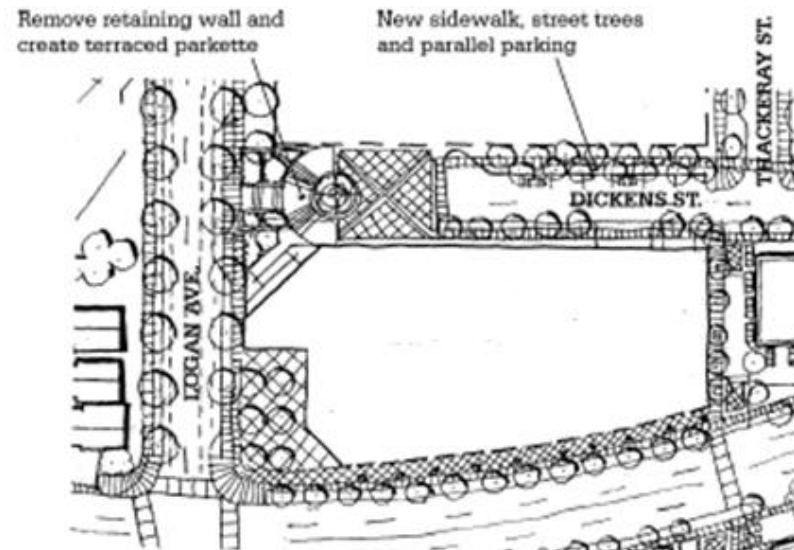 Remove retaining wall and
create terraced parkette
New sidewalk, street trees
and parallel parking
THACKERAY ST.
DICKENS ST.
LOGAN AVE.